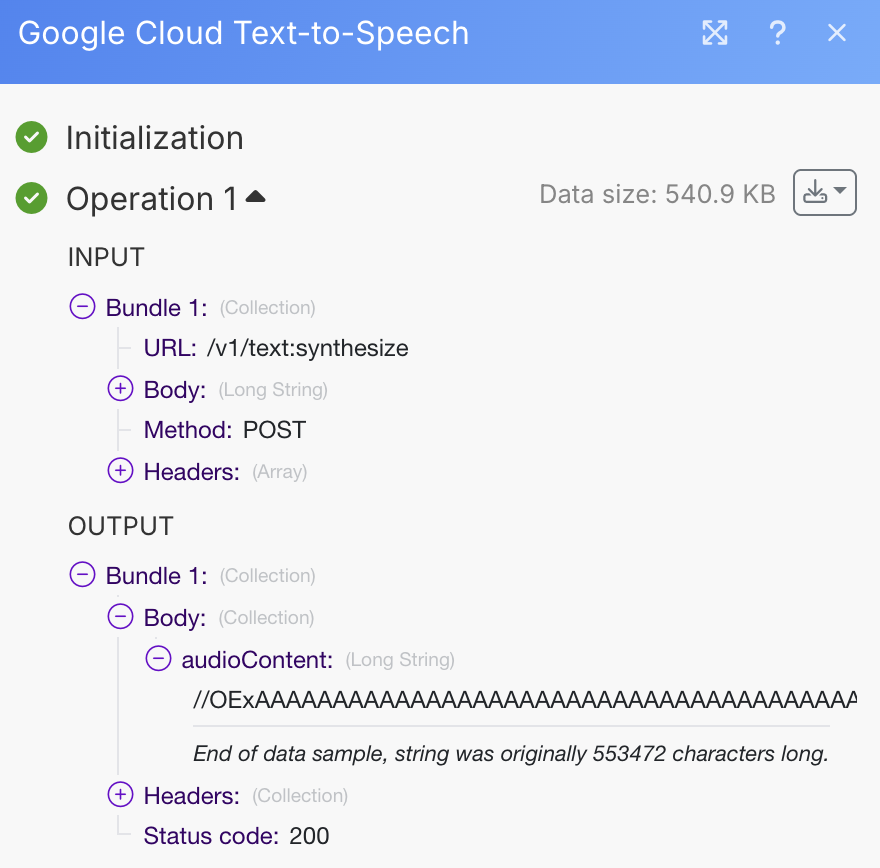 Google Cloud Text-to-Speech ?
Initialization
Operation 1 Data size: 540.9 KB
INPUT
Bundle 1: (Collection)
URL: /v1/text:synthesize
Body: (Long String)
Method: POST
Headers: (Array)
OUTPUT
Bundle 1: (Collection)
Body: (Collection)
audioContent: (Long String)
//OExAAAAAAAAAAAAAAAAAAAAAAAAAAAAAAAAAAAAAA
End of data sample, string was originally 553472 characters long.
Headers: (Collection)
Status code: 200